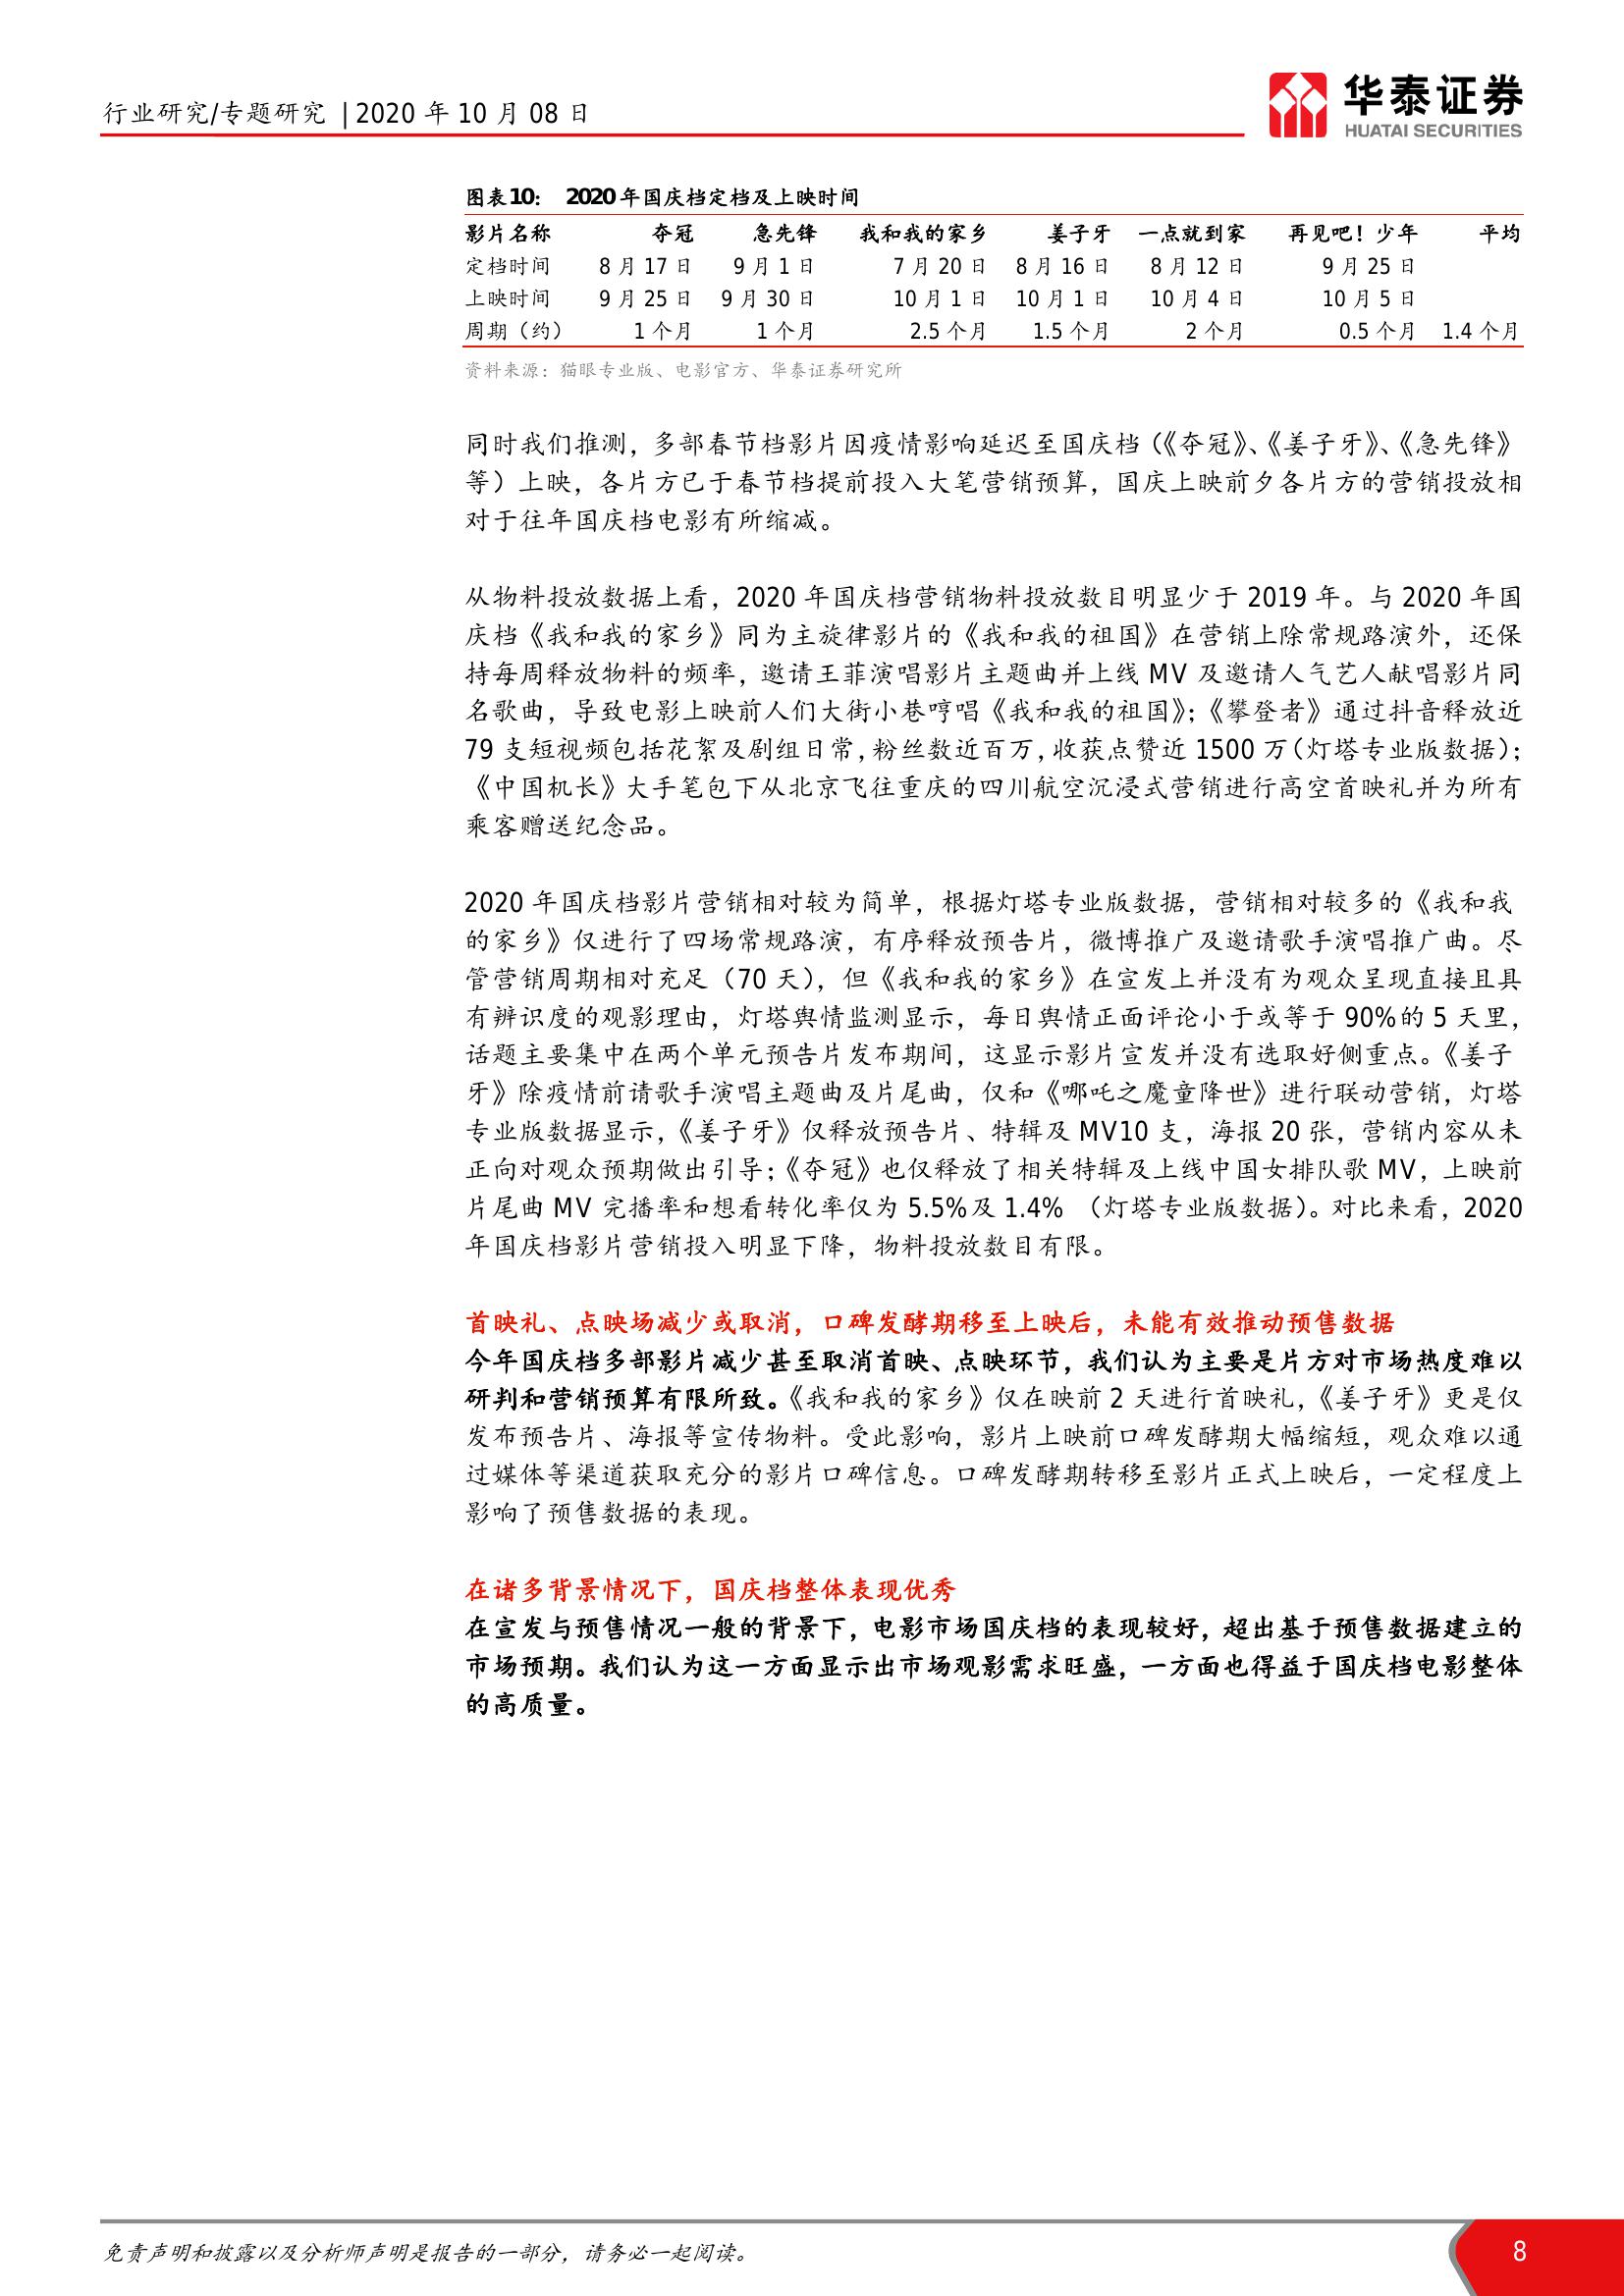 行业研究/专题研究 | 2020 年 10 月 08 日
华泰证券
HUATAI SECURITIES
图表10： 2020 年国庆档定档及上映时间
影片名称 夺冠 急先锋 我和我的家乡 姜子牙 一点就到家 再见吧！少年 平均
定档时间 8 月 17 日 9 月 1 日 7 月 20 日 8 月 16 日 8 月 12 日 9 月 25 日
上映时间 9 月 25 日 9 月 30 日 10 月 1 日 10 月 1 日 10 月 4 日 10 月 5 日
周期（约） 1 个月 1 个月 2.5 个月 1.5 个月 2 个月 0.5 个月 1.4 个月
资料来源：猫眼专业版、电影官方、华泰证券研究所
同时我们推测，多部春节档影片因疫情影响延迟至国庆档（《夺冠》、《姜子牙》、《急先锋》
等）上映，各片方已于春节档提前投入大笔营销预算，国庆上映前夕各片方的营销投放相
对于往年国庆档电影有所缩减。
从物料投放数据上看，2020 年国庆档营销物料投放数目明显少于 2019 年。与 2020 年国
庆档《我和我的家乡》同为主旋律影片的《我和我的祖国》在营销上除常规路演外，还保
持每周释放物料的频率，邀请王菲演唱影片主题曲并上线 MV 及邀请人气艺人献唱影片同
名歌曲，导致电影上映前人们大街小巷哼唱《我和我的祖国》；《攀登者》通过抖音释放近
79 支短视频包括花絮及剧组日常，粉丝数近百万，收获点赞近 1500 万（灯塔专业版数据）；
《中国机长》大手笔包下从北京飞往重庆的四川航空沉浸式营销进行高空首映礼并为所有
乘客赠送纪念品。
2020 年国庆档影片营销相对较为简单，根据灯塔专业版数据，营销相对较多的《我和我
的家乡》仅进行了四场常规路演，有序释放预告片，微博推广及邀请歌手演唱推广曲。尽
管营销周期相对充足（70 天），但《我和我的家乡》在宣发上并没有为观众呈现直接且具
有辨识度的观影理由，灯塔舆情监测显示，每日舆情正面评论小于或等于 90%的 5 天里，
话题主要集中在两个单元预告片发布期间，这显示影片宣发并没有选取好侧重点。《姜子
牙》除疫情前请歌手演唱主题曲及片尾曲，仅和《哪吒之魔童降世》进行联动营销，灯塔
专业版数据显示，《姜子牙》仅释放预告片、特辑及 MV10 支，海报 20 张，营销内容从未
正向对观众预期做出引导；《夺冠》也仅释放了相关特辑及上线中国女排队歌 MV，上映前
片尾曲 MV 完播率和想看转化率仅为 5.5%及 1.4% （灯塔专业版数据）。对比来看，2020
年国庆档影片营销投入明显下降，物料投放数目有限。
首映礼、点映场减少或取消，口碑发酵期移至上映后，未能有效推动预售数据
今年国庆档多部影片减少甚至取消首映、点映环节，我们认为主要是片方对市场热度难以
研判和营销预算有限所致。《我和我的家乡》仅在映前 2 天进行首映礼，《姜子牙》更是仅
发布预告片、海报等宣传物料。受此影响，影片上映前口碑发酵期大幅缩短，观众难以通
过媒体等渠道获取充分的影片口碑信息。口碑发酵期转移至影片正式上映后，一定程度上
影响了预售数据的表现。
在诸多背景情况下，国庆档整体表现优秀
在宣发与预售情况一般的背景下，电影市场国庆档的表现较好，超出基于预售数据建立的
市场预期。我们认为这一方面显示出市场观影需求旺盛，一方面也得益于国庆档电影整体
的高质量。
免责声明和披露以及分析师声明是报告的一部分，请务必一起阅读。
8